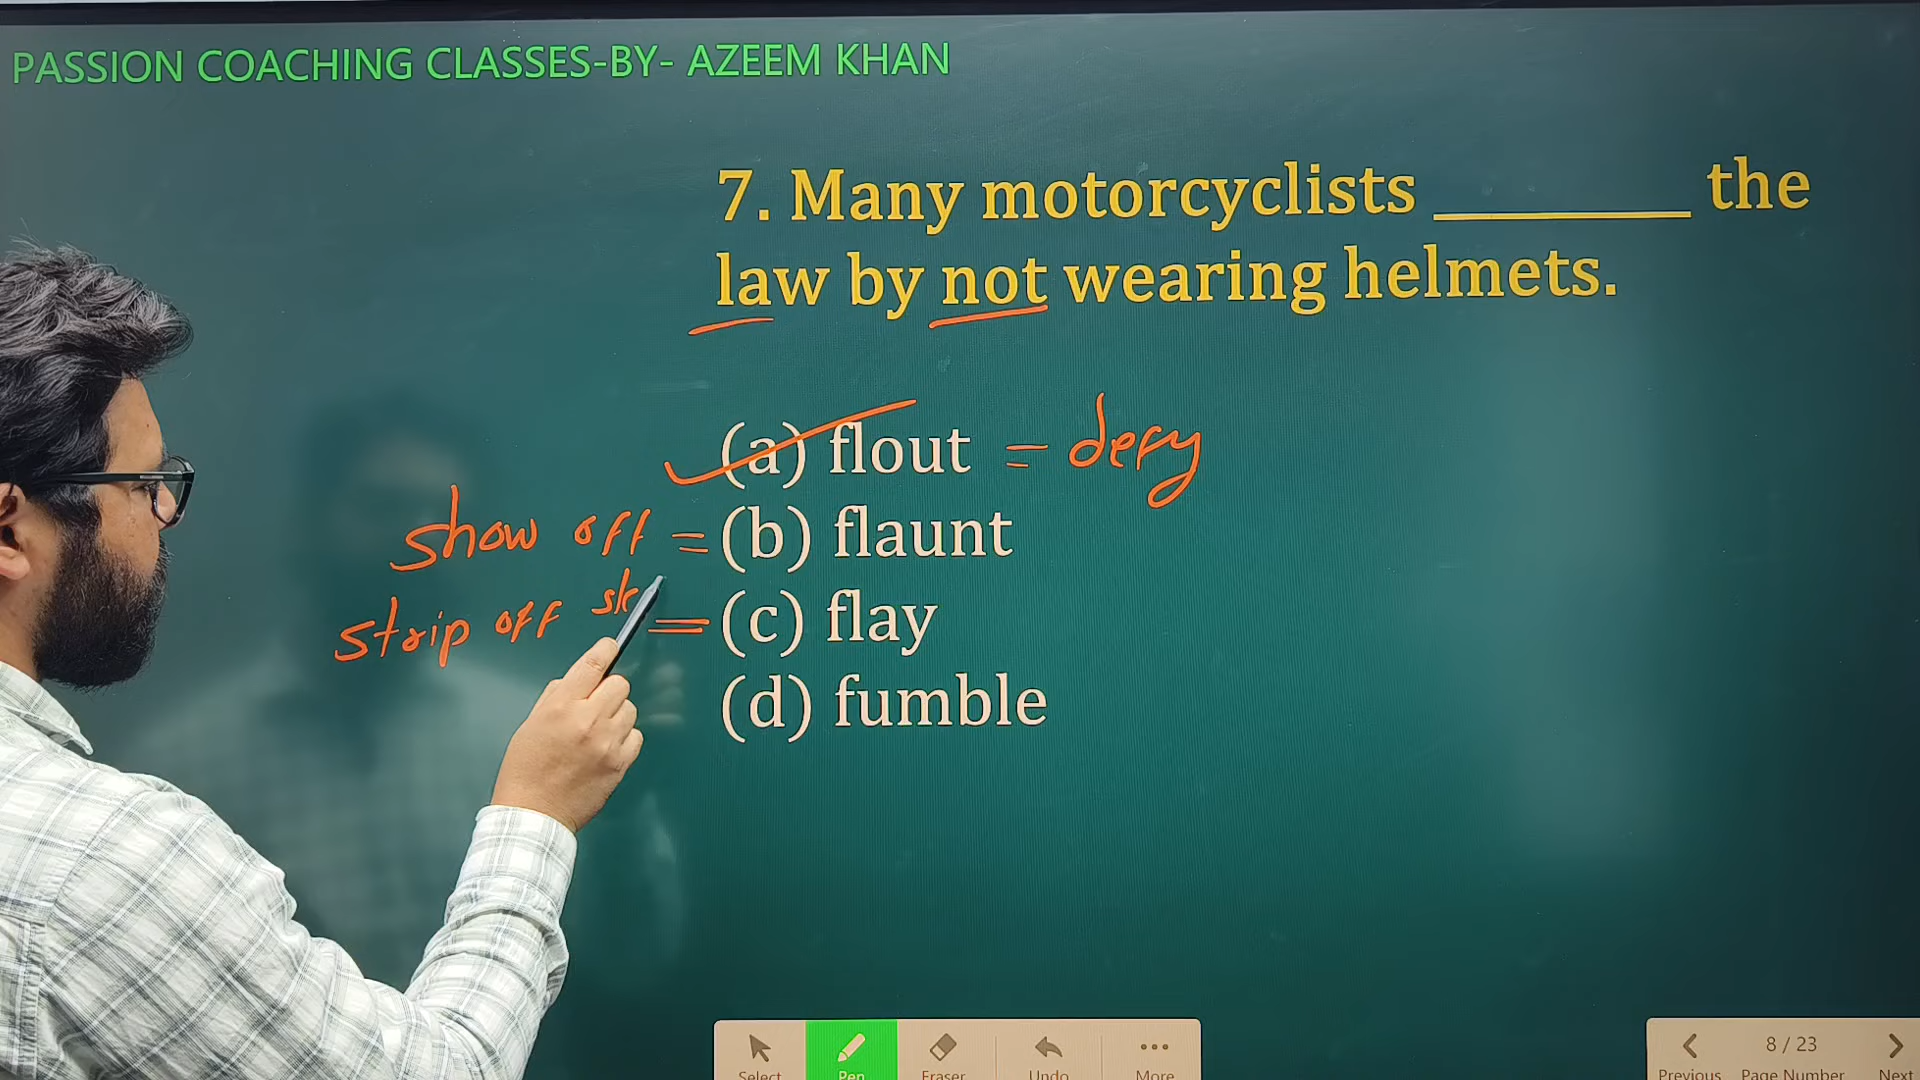 PASSION COACHING CLASSES-BY- AZEEM KHAN
7. Many motorcyclists ________ the
law by not wearing helmets.
(a) flout = defy
show off = (b) flaunt
strip off = (c) flay
(d) fumble
Select Pen Eraser Undo More
8 / 23
Previous Page Number Next